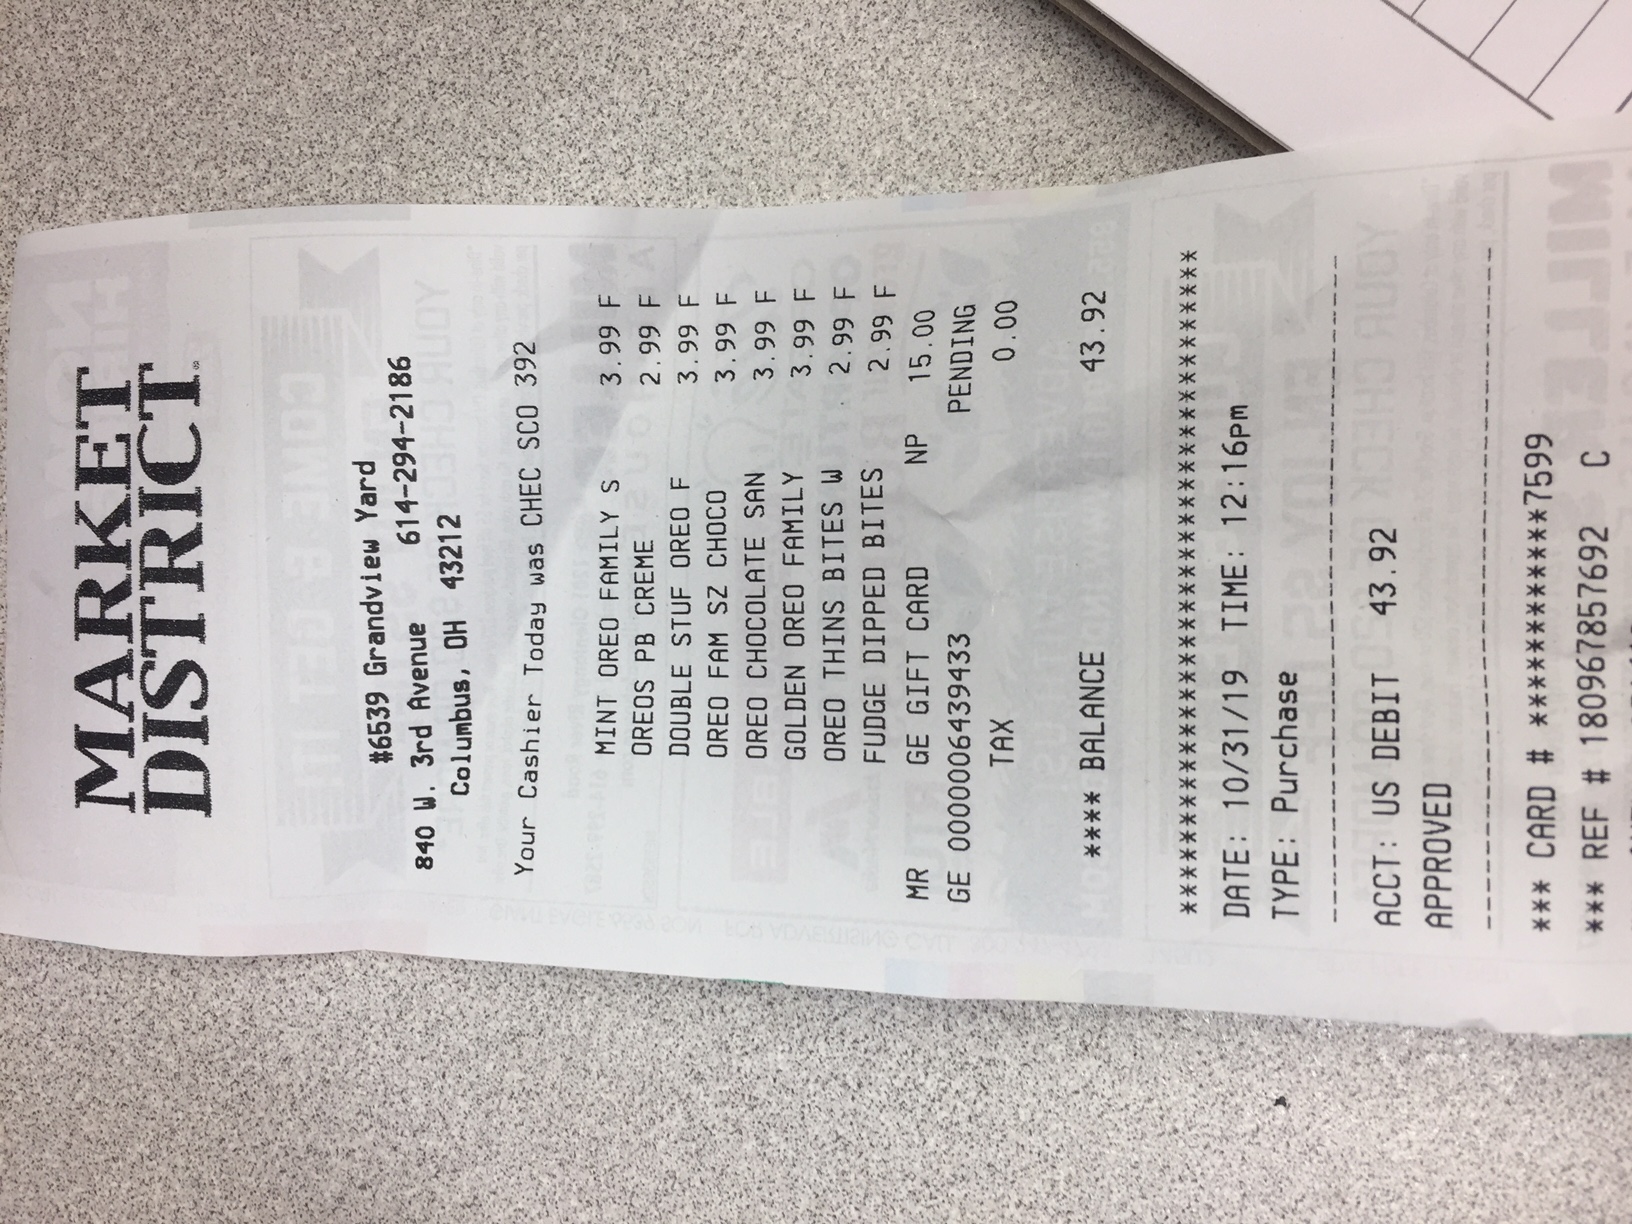 MARKET
DISTRICT
#6539 Grandview Yard
840 W. 3rd Avenue 614-294-2186
Columbus, OH 43212
Your Cashier Today was CHEC SCO 392
MINT OREO FAMILY S 3.99 F
OREOS PB CREME 2.99 F
DOUBLE STUF OREO F 3.99 F
OREO FAM SZ CHOCO 3.99 F
OREO CHOCOLATE SAN 3.99 F
GOLDEN OREO FAMILY 3.99 F
OREO THINS BITES W 2.99 F
FUDGE DIPPED BITES 2.99 F
MR GE GIFT CARD NP 15.00
GE 0000006439433 PENDING
TAX 0.00
**** BALANCE 43.92
**************************************
DATE: 10/31/19 TIME: 12:16pm
TYPE: Purchase
--------------------------------------
ACCT: US DEBIT 43.92
APPROVED
--------------------------------------
*** CARD # ************7599
*** REF # 180967857692 C